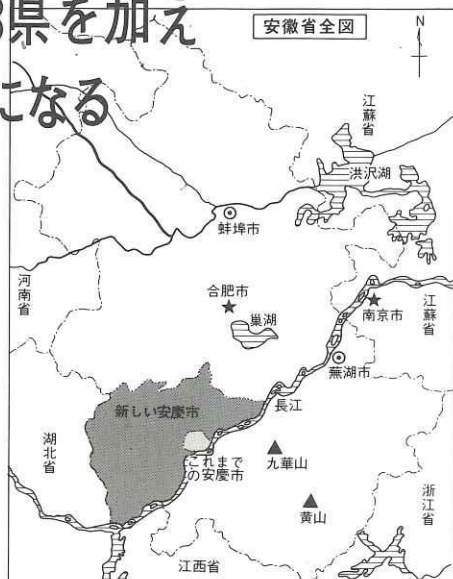 県を加え
になる
安徽省全図
N
江蘇省
洪沢湖
蚌埠市
河南省
合肥市
巣湖
南京市
江蘇省
蕪湖市
新しい安慶市
長江
湖北省
これまで
の安慶市
九華山
黄山
浙江省
江西省